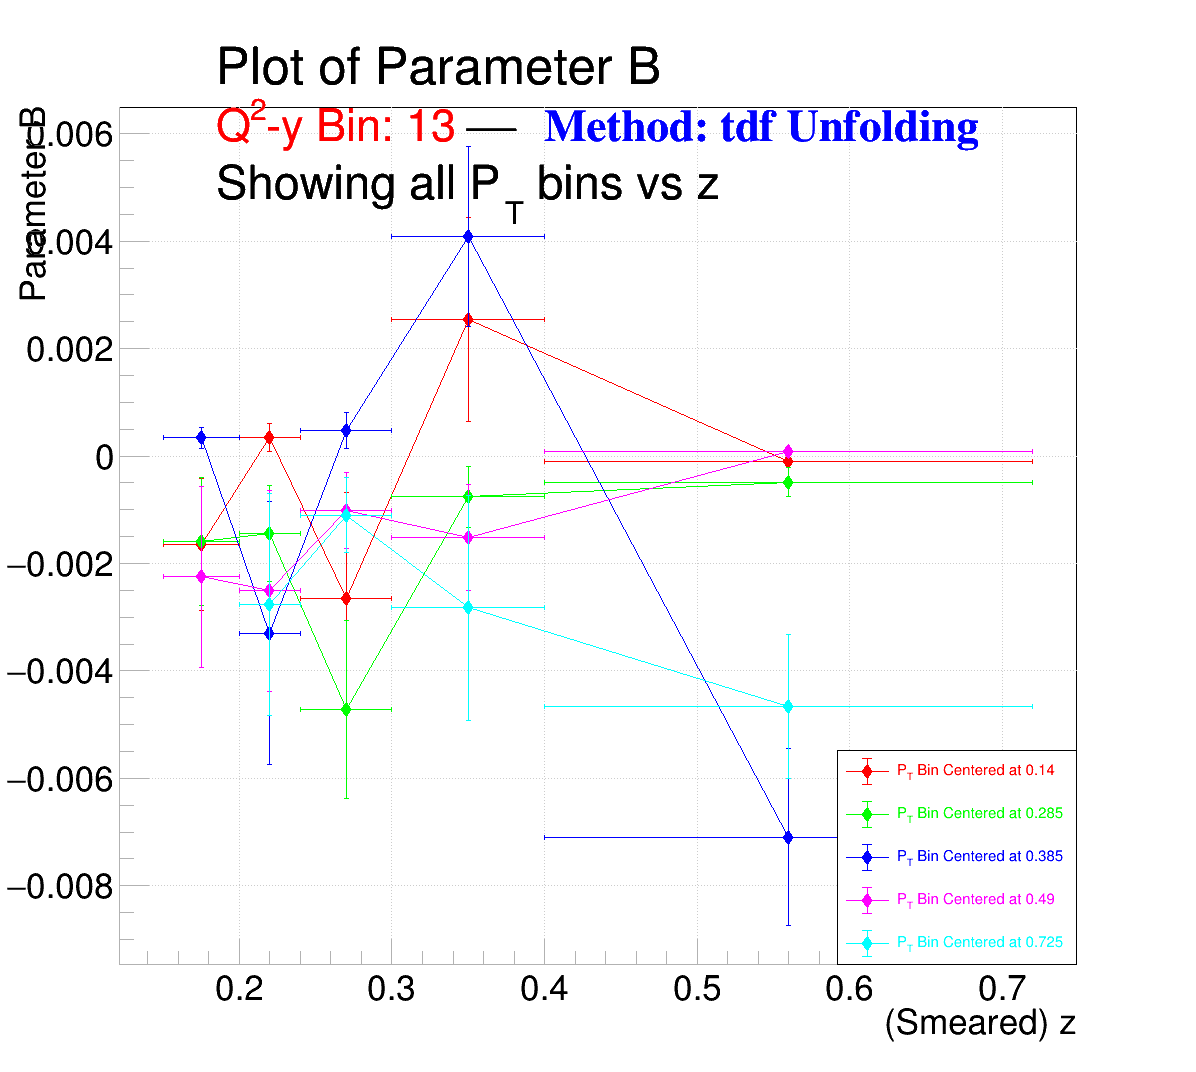 Plot of Parameter B
Q2-y Bin: 13 — Method: tdf Unfolding
Showing all PT bins vs z
Parameter B
0.006
0.004
0.002
0
−0.002
−0.004
−0.006
−0.008
PT Bin Centered at 0.14
PT Bin Centered at 0.285
PT Bin Centered at 0.385
PT Bin Centered at 0.49
PT Bin Centered at 0.725
0.2 0.3 0.4 0.5 0.6 0.7
(Smeared) z